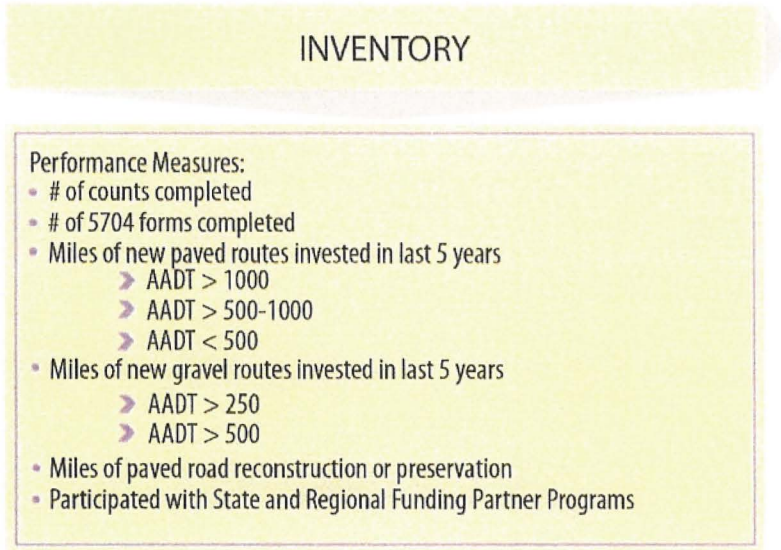 INVENTORY
Performance Measures:
• # of counts completed
• # of 5704 forms completed
• Miles of new paved routes invested in last 5 years
> AADT > 1000
> AADT > 500-1000
> AADT < 500
• Miles of new gravel routes invested in last 5 years
> AADT > 250
> AADT > 500
• Miles of paved road reconstruction or preservation
• Participated with State and Regional Funding Partner Programs